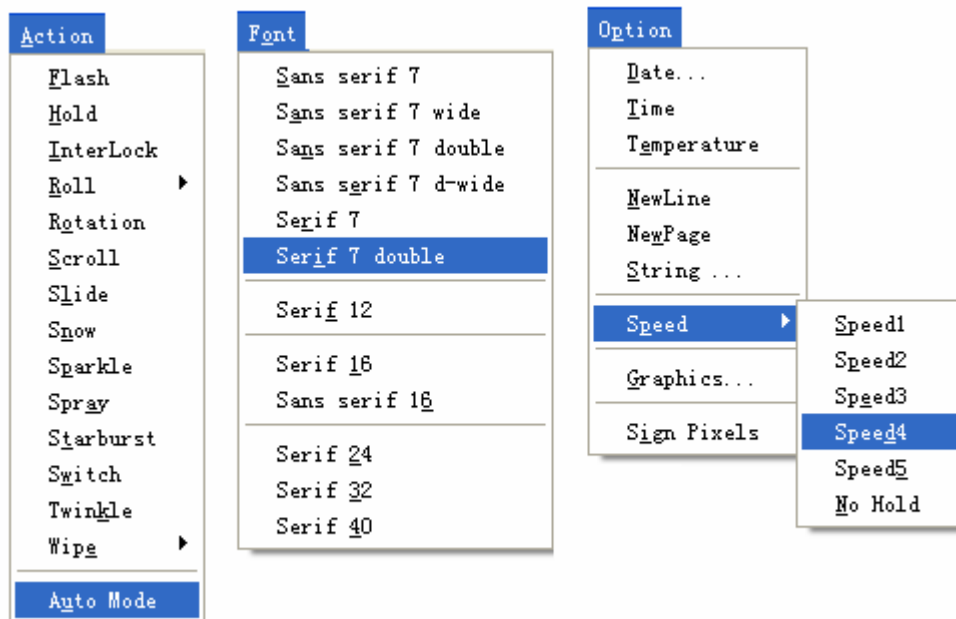 Action
Flash
Hold
InterLock
Roll
Rotation
Scroll
Slide
Snow
Sparkle
Spray
Starburst
Switch
Twinkle
Wipe
Auto Mode
Font
Sans serif 7
Sans serif 7 wide
Sans serif 7 double
Sans serif 7 d-wide
Serif 7
Serif 7 double
Serif 12
Serif 16
Sans serif 16
Serif 24
Serif 32
Serif 40
Option
Date...
Time
Temperature
NewLine
NewPage
String ...
Speed
Graphics...
Sign Pixels
Speed1
Speed2
Speed3
Speed4
Speed5
No Hold